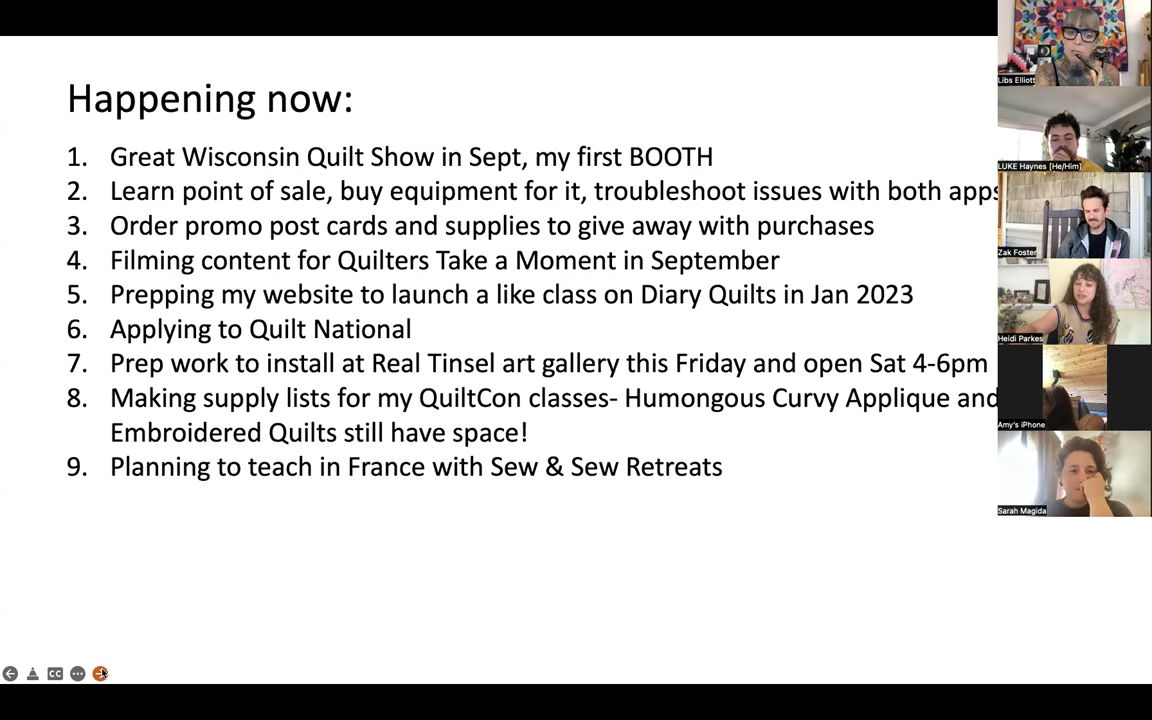 Happening now:
1. Great Wisconsin Quilt Show in Sept, my first BOOTH
2. Learn point of sale, buy equipment for it, troubleshoot issues with both apps
3. Order promo post cards and supplies to give away with purchases
4. Filming content for Quilters Take a Moment in September
5. Prepping my website to launch a like class on Diary Quilts in Jan 2023
6. Applying to Quilt National
7. Prep work to install at Real Tinsel art gallery this Friday and open Sat 4-6pm
8. Making supply lists for my QuiltCon classes- Humongous Curvy Applique and
Embroidered Quilts still have space!
9. Planning to teach in France with Sew & Sew Retreats
CC
Libs Elliott
LUKE Haynes [He/Him]
Zak Foster
Heidi Parkes
Amy's iPhone
Sarah Magida